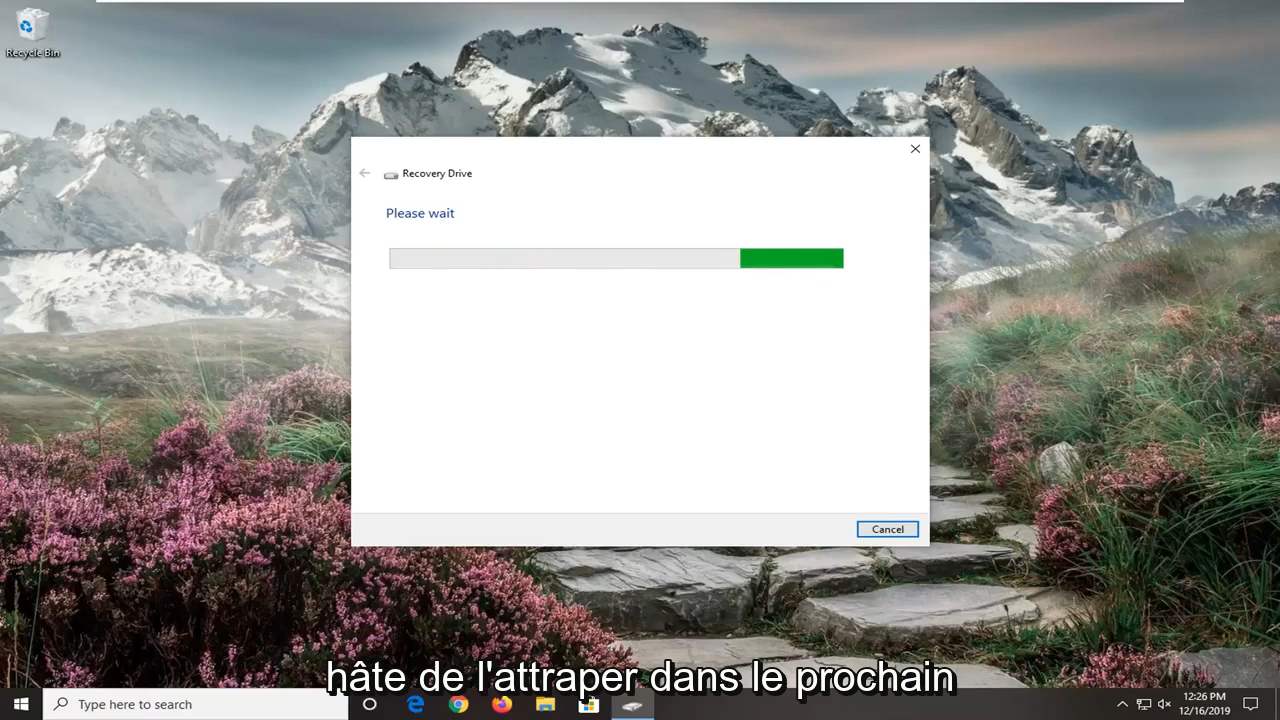 Recycle Bin
Recovery Drive
Please wait
Cancel
hâte de l'attraper dans le prochain
Type here to search
12:26 PM
12/16/2019